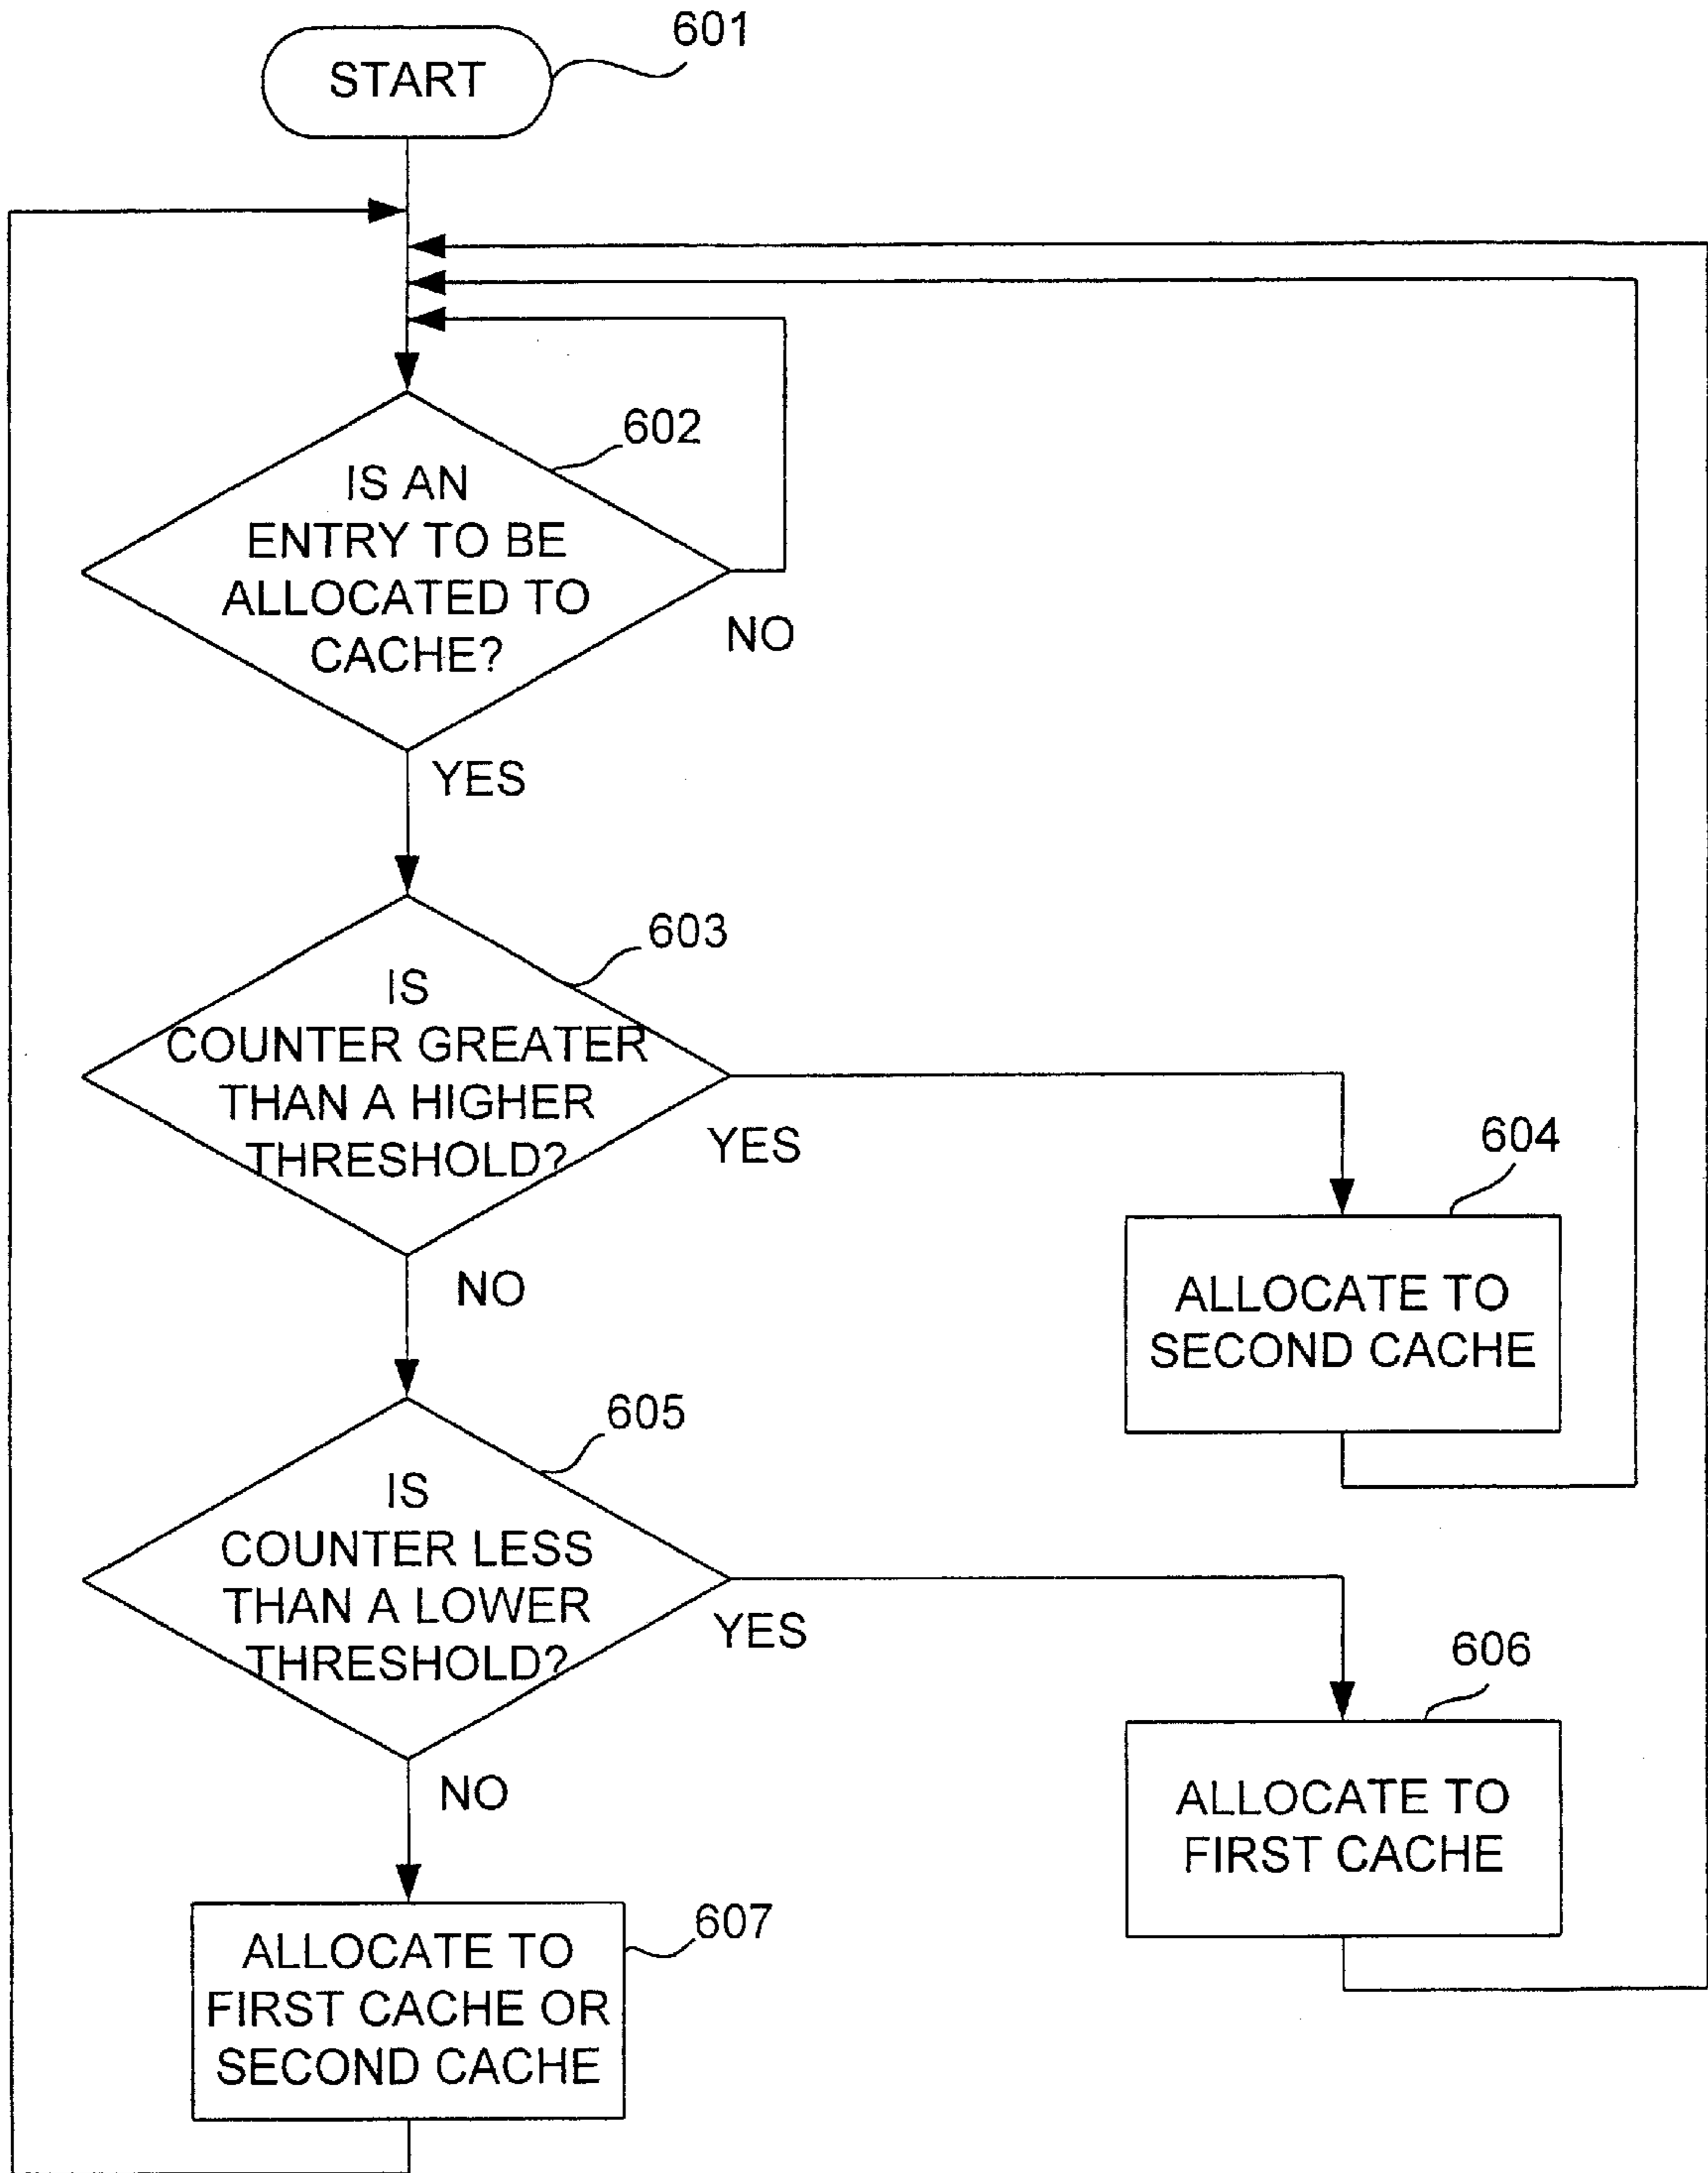 601
START
602
IS AN
ENTRY TO BE
ALLOCATED TO
CACHE?
NO
YES
603
IS
COUNTER GREATER
THAN A HIGHER
THRESHOLD?
YES
NO
604
ALLOCATE TO
SECOND CACHE
605
IS
COUNTER LESS
THAN A LOWER
THRESHOLD?
YES
NO
606
ALLOCATE TO
FIRST CACHE
607
ALLOCATE TO
FIRST CACHE OR
SECOND CACHE